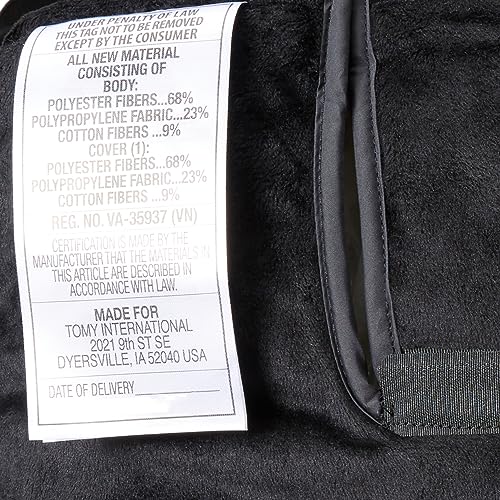 UNDER PENALTY OF LAW
THIS TAG NOT TO BE REMOVED
EXCEPT BY THE CONSUMER
ALL NEW MATERIAL
CONSISTING OF
BODY:
POLYESTER FIBERS...68%
POLYPROPYLENE FABRIC...23%
COTTON FIBERS ...9%
COVER (1):
POLYESTER FIBERS...68%
POLYPROPYLENE FABRIC...23%
COTTON FIBERS ...9%
REG. NO. VA-35937 (VN)
CERTIFICATION IS MADE BY THE
MANUFACTURER THAT THE MATERIALS IN
THIS ARTICLE ARE DESCRIBED IN
ACCORDANCE WITH LAW.
MADE FOR
TOMY INTERNATIONAL
2021 9th ST SE
DYERSVILLE, IA 52040 USA
DATE OF DELIVERY